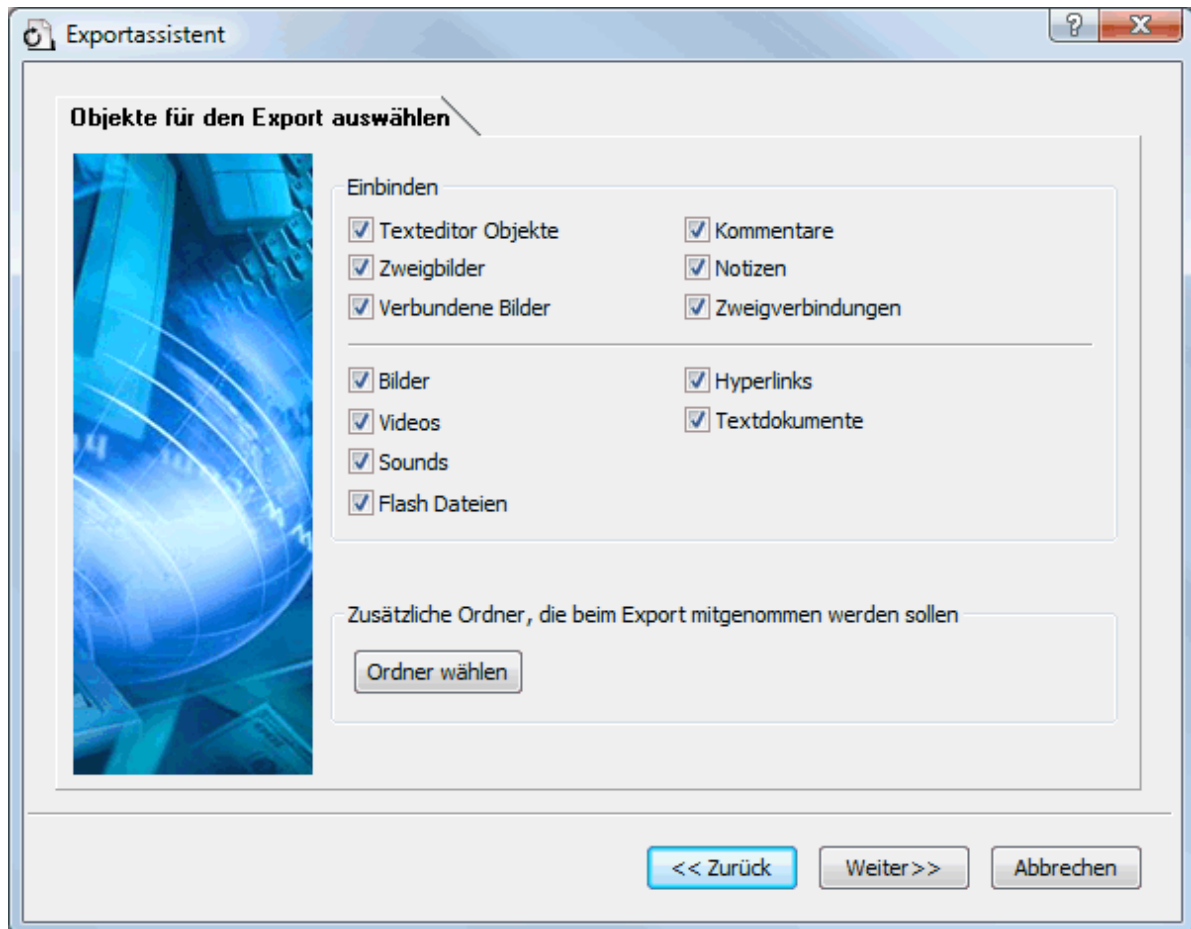 Exportassistent
Objekte für den Export auswählen
Einbinden
Texteditor Objekte
Kommentare
Zweigbilder
Notizen
Verbundene Bilder
Zweigverbindungen
Bilder
Hyperlinks
Videos
Textdokumente
Sounds
Flash Dateien
Zusätzliche Ordner, die beim Export mitgenommen werden sollen
Ordner wählen
<< Zurück
Weiter>>
Abbrechen